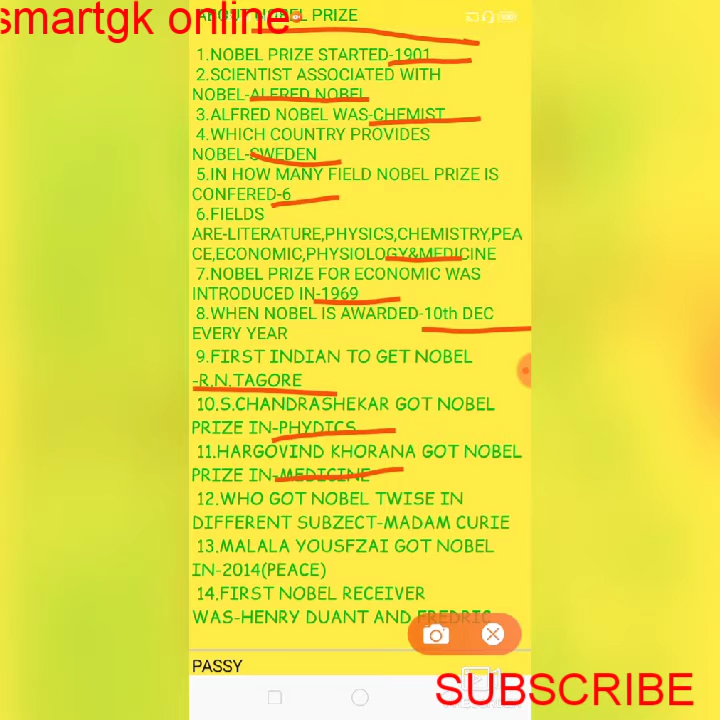 smartgk online
ABOUT NOBEL PRIZE
1.NOBEL PRIZE STARTED-1901
2.SCIENTIST ASSOCIATED WITH
NOBEL-ALFRED NOBEL
3.ALFRED NOBEL WAS-CHEMIST
4.WHICH COUNTRY PROVIDES
NOBEL-SWEDEN
5.IN HOW MANY FIELD NOBEL PRIZE IS
CONFERED-6
6.FIELDS
ARE-LITERATURE,PHYSICS,CHEMISTRY,PEA
CE,ECONOMIC,PHYSIOLOGY&MEDICINE
7.NOBEL PRIZE FOR ECONOMIC WAS
INTRODUCED IN-1969
8.WHEN NOBEL IS AWARDED-10th DEC
EVERY YEAR
9.FIRST INDIAN TO GET NOBEL
-R.N.TAGORE
10.S.CHANDRASHEKAR GOT NOBEL
PRIZE IN-PHYDICS
11.HARGOVIND KHORANA GOT NOBEL
PRIZE IN-MEDICINE
12.WHO GOT NOBEL TWISE IN
DIFFERENT SUBZECT-MADAM CURIE
13.MALALA YOUSFZAI GOT NOBEL
IN-2014(PEACE)
14.FIRST NOBEL RECEIVER
WAS-HENRY DUANT AND FREDRIC
PASSY
SUBSCRIBE